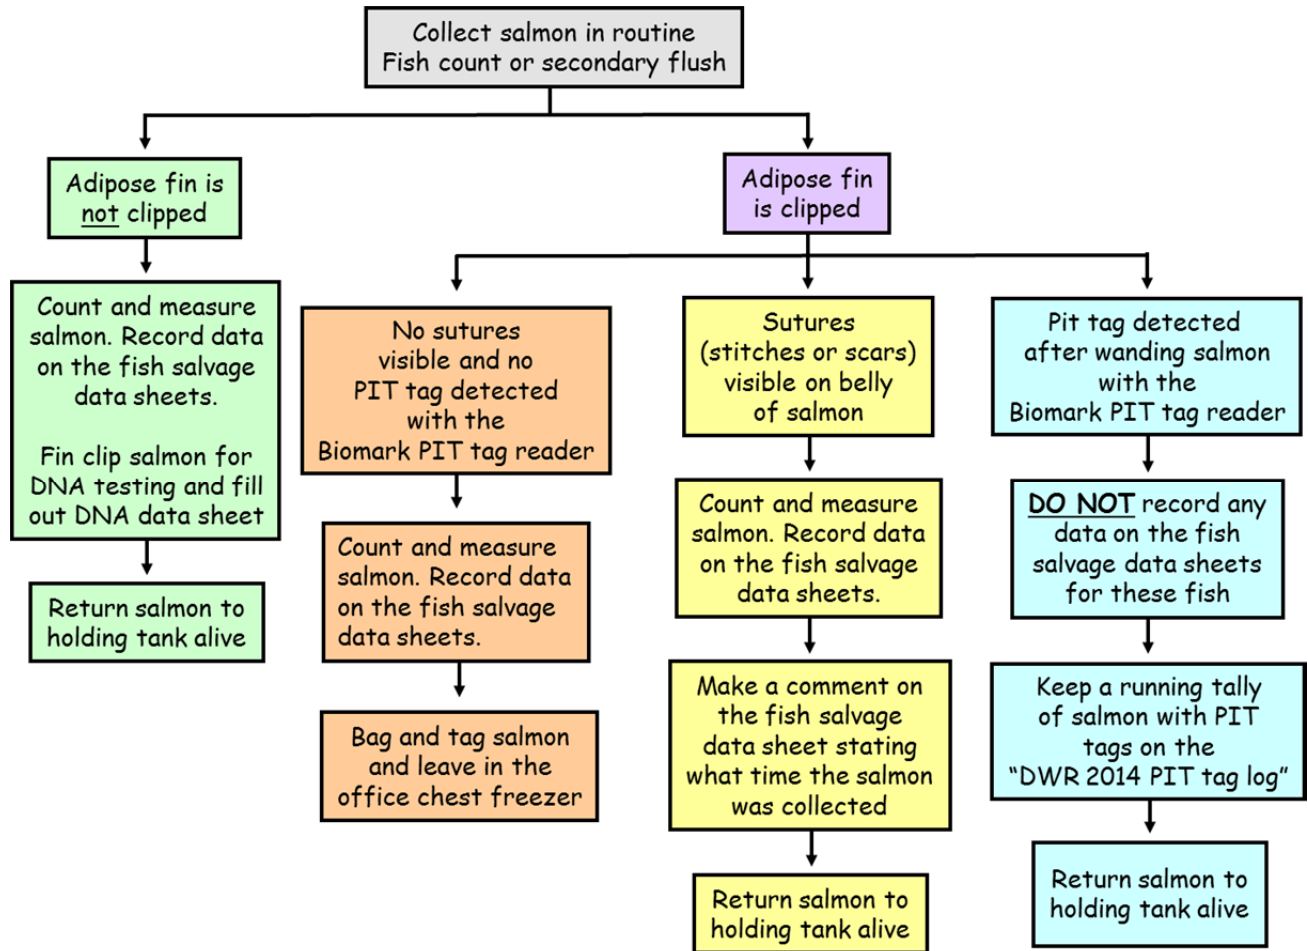 Collect salmon in routine
Fish count or secondary flush
Adipose fin is
not clipped
Adipose fin
is clipped
Count and measure
salmon. Record data
on the fish salvage
data sheets.
Fin clip salmon for
DNA testing and fill
out DNA data sheet
Return salmon to
holding tank alive
No sutures
visible and no
PIT tag detected
with the
Biomark PIT tag reader
Count and measure
salmon. Record data
on the fish salvage
data sheets.
Bag and tag salmon
and leave in the
office chest freezer
Sutures
(stitches or scars)
visible on belly
of salmon
Count and measure
salmon. Record data
on the fish salvage
data sheets.
Make a comment on
the fish salvage
data sheet stating
what time the salmon
was collected
Return salmon to
holding tank alive
Pit tag detected
after wanding salmon
with the
Biomark PIT tag reader
DO NOT record any
data on the fish
salvage data sheets
for these fish
Keep a running tally
of salmon with PIT
tags on the
“DWR 2014 PIT tag log”
Return salmon to
holding tank alive